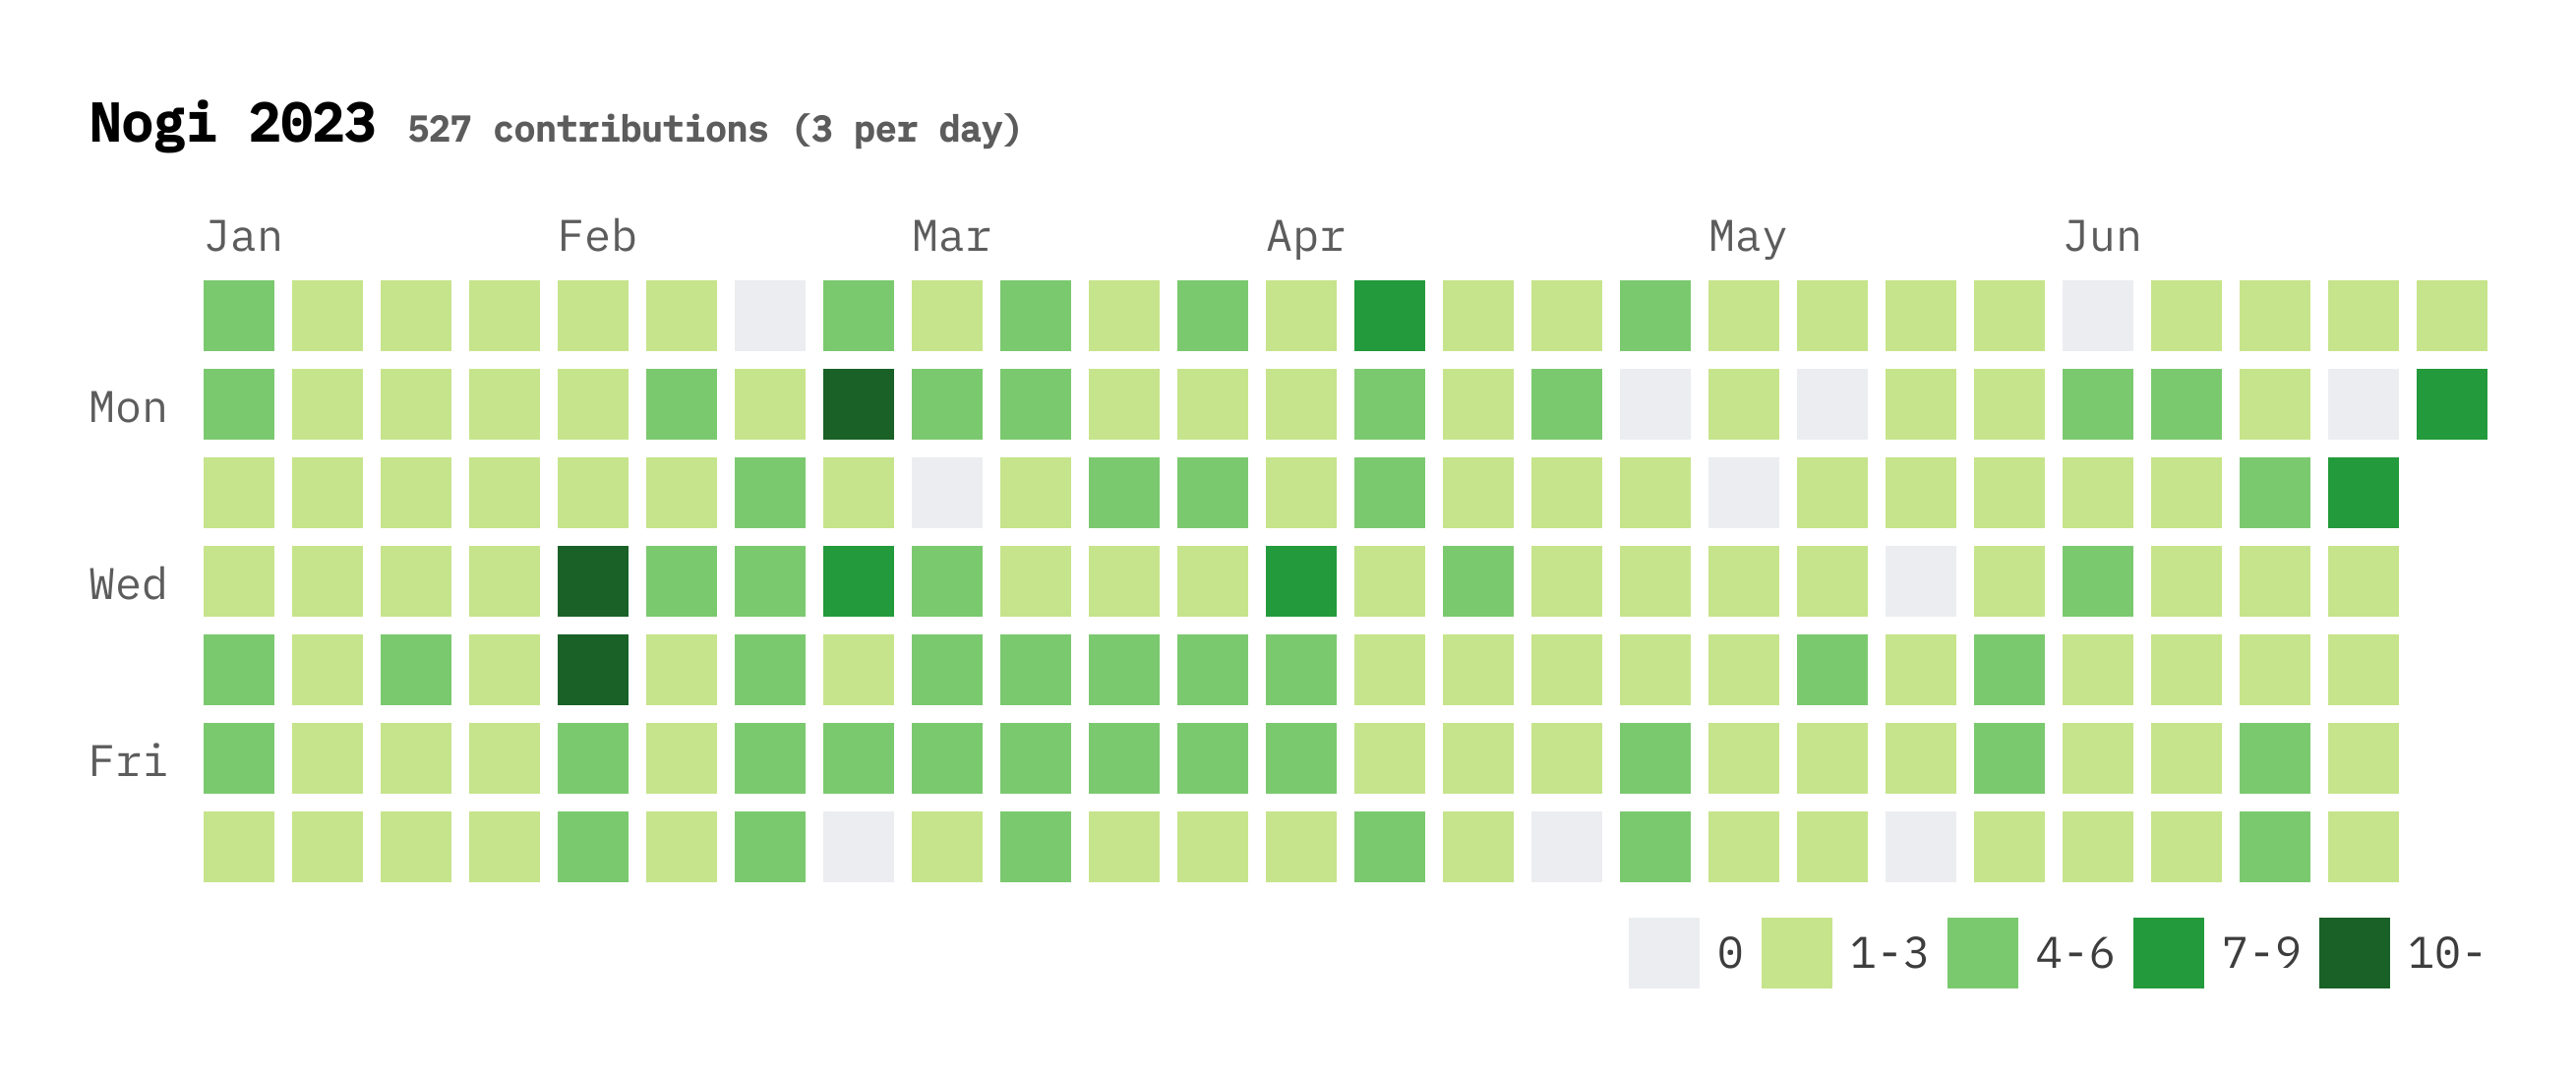 Nogi 2023 527 contributions (3 per day)
Jan Feb Mar Apr May Jun
Mon
Wed
Fri
0 1-3 4-6 7-9 10-